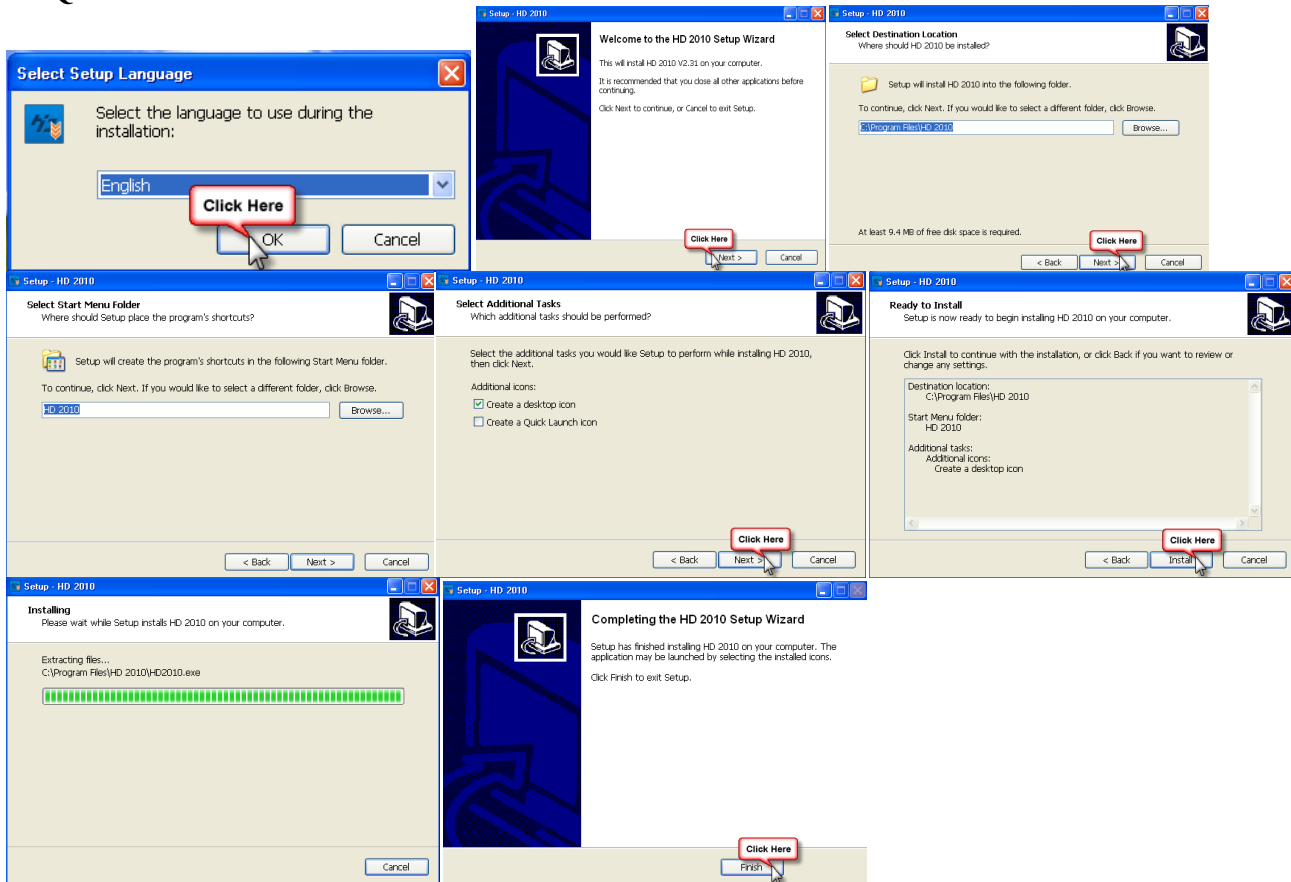 Select Setup Language
Select the language to use during the
installation:
English
Click Here
OK
Cancel
Setup - HD 2010
Welcome to the HD 2010 Setup Wizard
This will install HD 2010 V2.31 on your computer.
It is recommended that you close all other applications before
continuing.
Click Next to continue, or Cancel to exit Setup.
Click Here
Next >
Cancel
Setup - HD 2010
Select Destination Location
Where should HD 2010 be installed?
Setup will install HD 2010 into the following folder.
To continue, click Next. If you would like to select a different folder, click Browse.
C:\Program Files\HD 2010
Browse...
At least 9.4 MB of free disk space is required.
Click Here
< Back
Next >
Cancel
Setup - HD 2010
Select Start Menu Folder
Where should Setup place the program's shortcuts?
Setup will create the program's shortcuts in the following Start Menu folder.
To continue, click Next. If you would like to select a different folder, click Browse.
HD 2010
Browse...
< Back
Next >
Cancel
Setup - HD 2010
Select Additional Tasks
Which additional tasks should be performed?
Select the additional tasks you would like Setup to perform while installing HD 2010,
then click Next.
Additional icons:
Create a desktop icon
Create a Quick Launch icon
Click Here
< Back
Next >
Cancel
Setup - HD 2010
Ready to Install
Setup is now ready to begin installing HD 2010 on your computer.
Click Install to continue with the installation, or click Back if you want to review or
change any settings.
Destination location:
C:\Program Files\HD 2010
Start Menu folder:
HD 2010
Additional tasks:
Additional icons:
Create a desktop icon
Click Here
< Back
Install
Cancel
Setup - HD 2010
Installing
Please wait while Setup installs HD 2010 on your computer.
Extracting files...
C:\Program Files\HD 2010\HD2010.exe
Cancel
Setup - HD 2010
Completing the HD 2010 Setup Wizard
Setup has finished installing HD 2010 on your computer. The
application may be launched by selecting the installed icons.
Click Finish to exit Setup.
Click Here
Finish